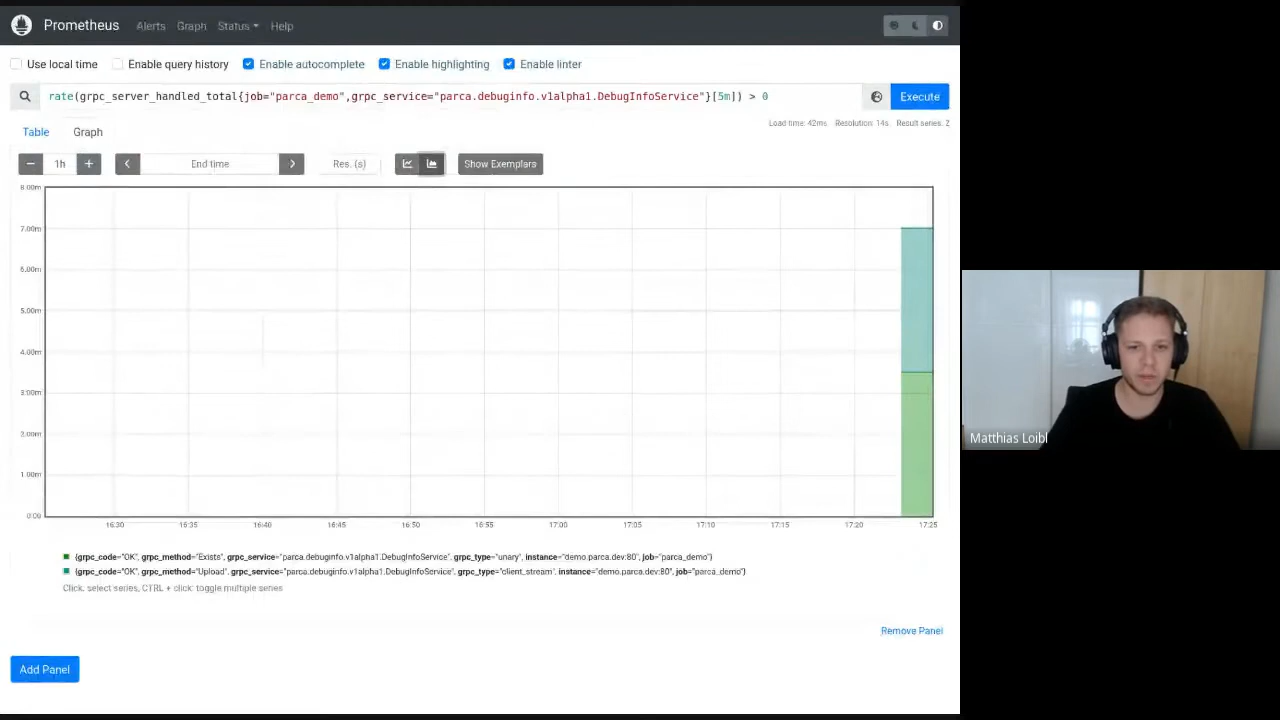 Prometheus Alerts Graph Status Help
Use local time Enable query history Enable autocomplete Enable highlighting Enable linter
rate(grpc_server_handled_total{job="parca_demo",grpc_service="parca.debuginfo.v1alpha1.DebugInfoService"}[5m]) > 0
Execute
Load time: 42ms Resolution: 14s Result series: 2
Table Graph
− 1h + < End time > Res. (s) Show Exemplars
8.00m
7.00m
6.00m
5.00m
4.00m
3.00m
2.00m
1.00m
0.00
16:30 16:35 16:40 16:45 16:50 16:55 17:00 17:05 17:10 17:15 17:20 17:25
{grpc_code="OK", grpc_method="Exists", grpc_service="parca.debuginfo.v1alpha1.DebugInfoService", grpc_type="unary", instance="demo.parca.dev:80", job="parca_demo"}
{grpc_code="OK", grpc_method="Upload", grpc_service="parca.debuginfo.v1alpha1.DebugInfoService", grpc_type="client_stream", instance="demo.parca.dev:80", job="parca_demo"}
Click: select series, CTRL + click: toggle multiple series
Remove Panel
Add Panel
Matthias Loibl